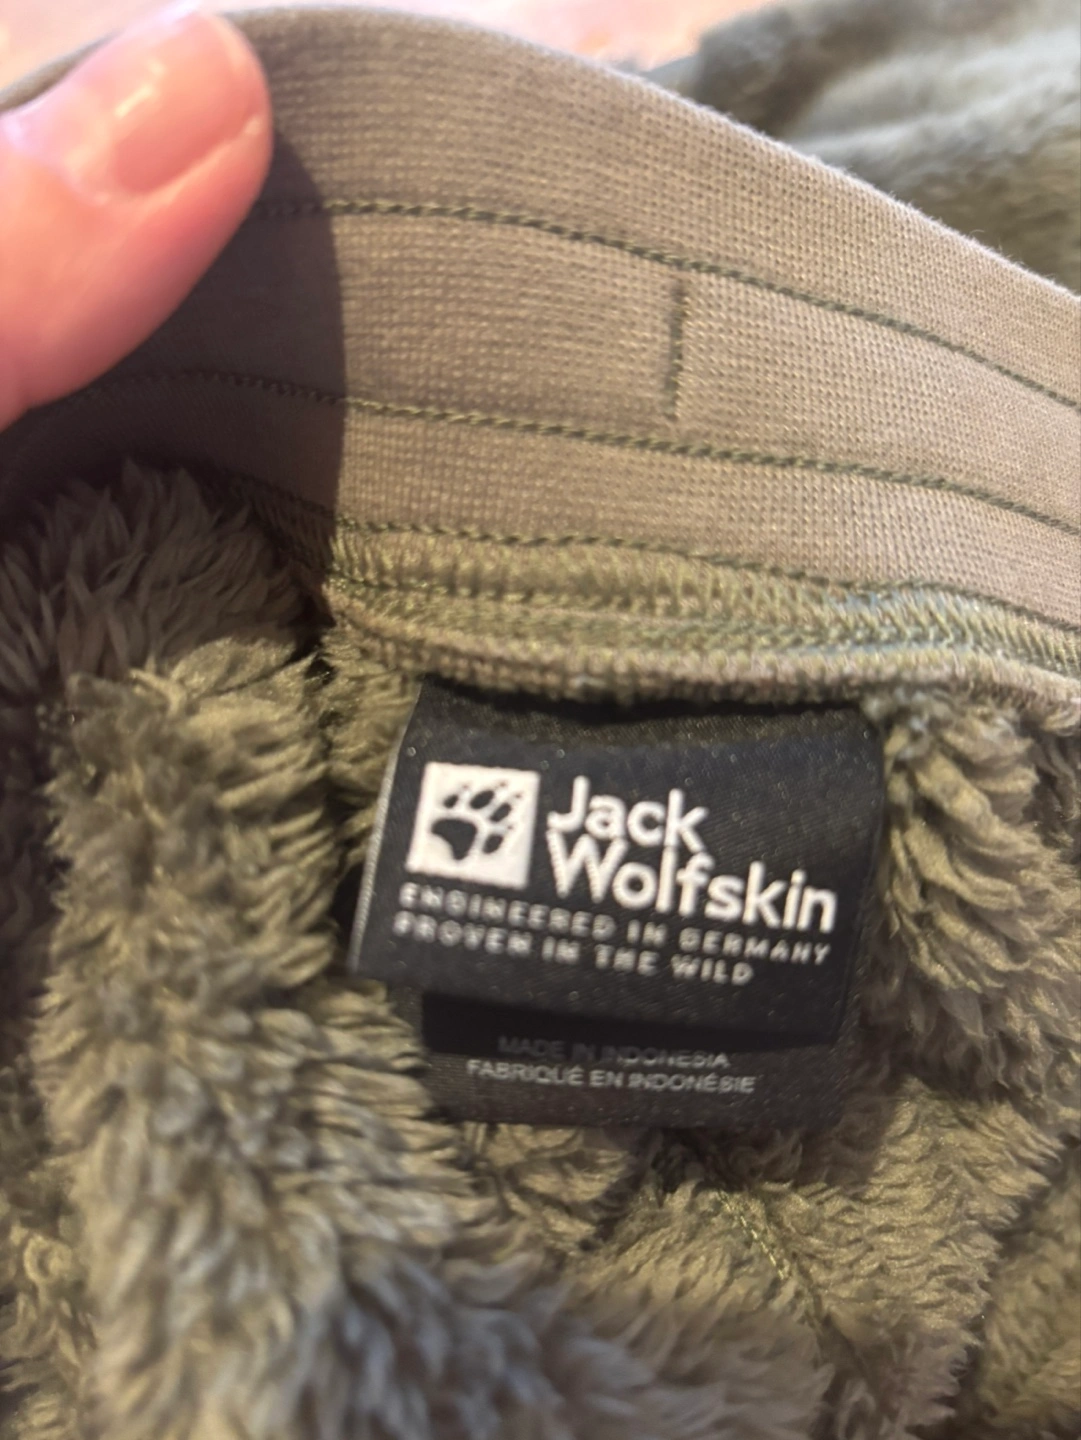 Jack
Wolfskin
ENGINEERED IN GERMANY
PROVEN IN THE WILD
MADE IN INDONESIA
FABRIQUÉ EN INDONÉSIE